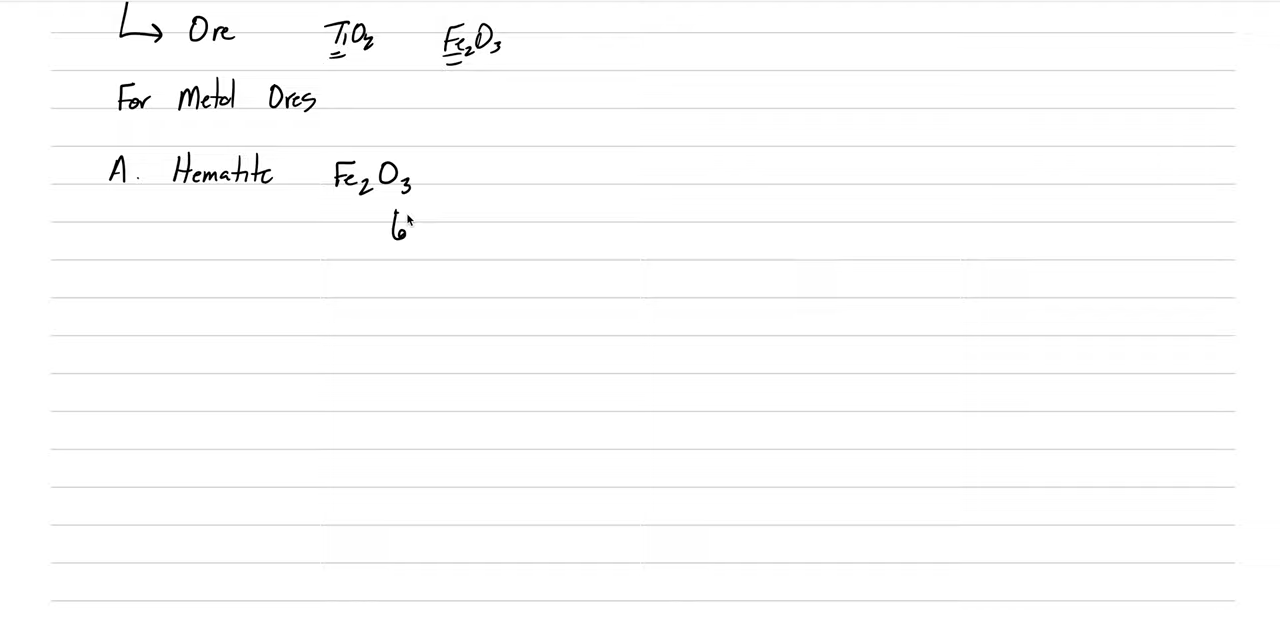 ↳ Ore TiO₂ Fe₂O₃
For Metal Ores
A. Hematite Fe₂O₃
6